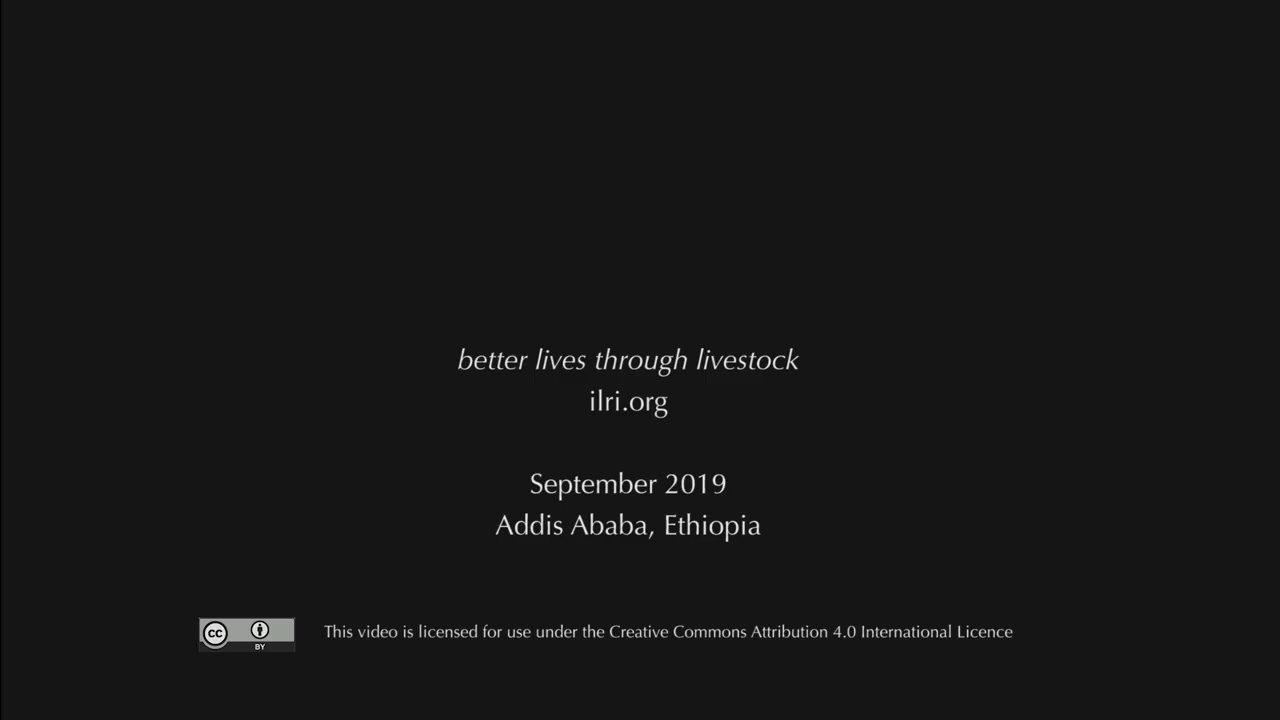 better lives through livestock
ilri.org
September 2019
Addis Ababa, Ethiopia
cc BY This video is licensed for use under the Creative Commons Attribution 4.0 International Licence